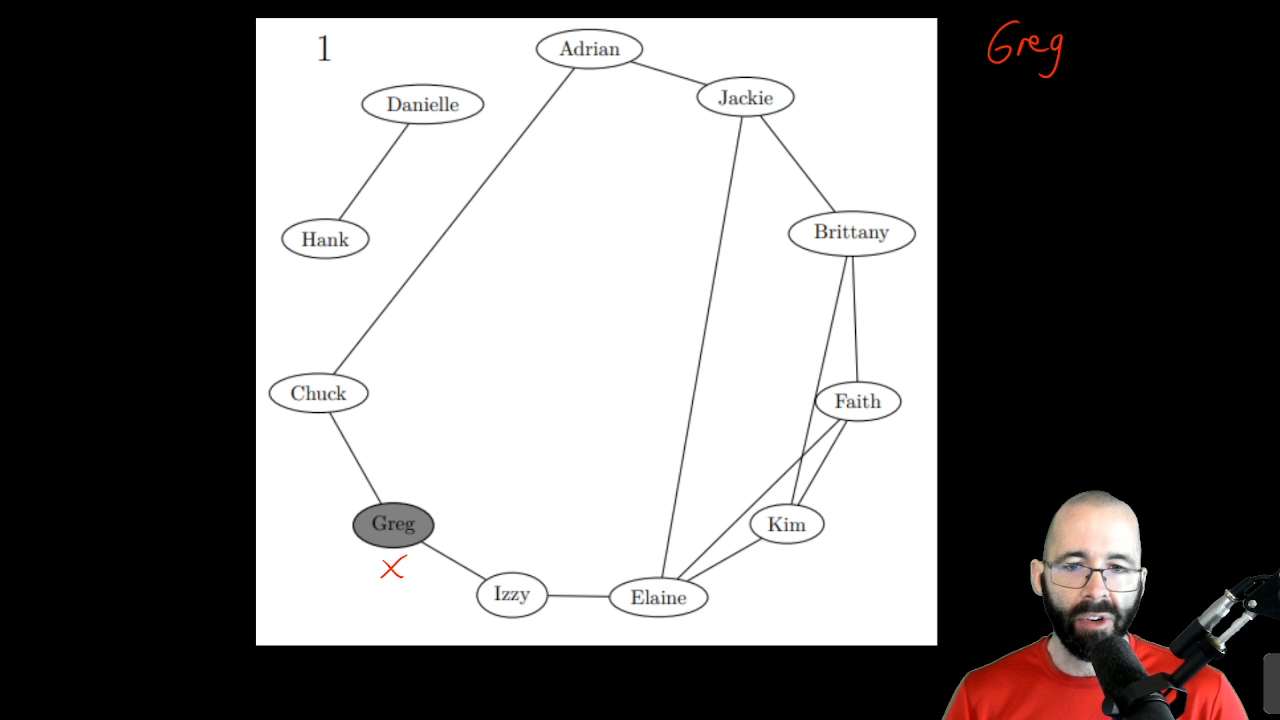 1
Adrian
Greg
Danielle
Jackie
Hank
Brittany
Chuck
Faith
Greg
Kim
X
Izzy
Elaine